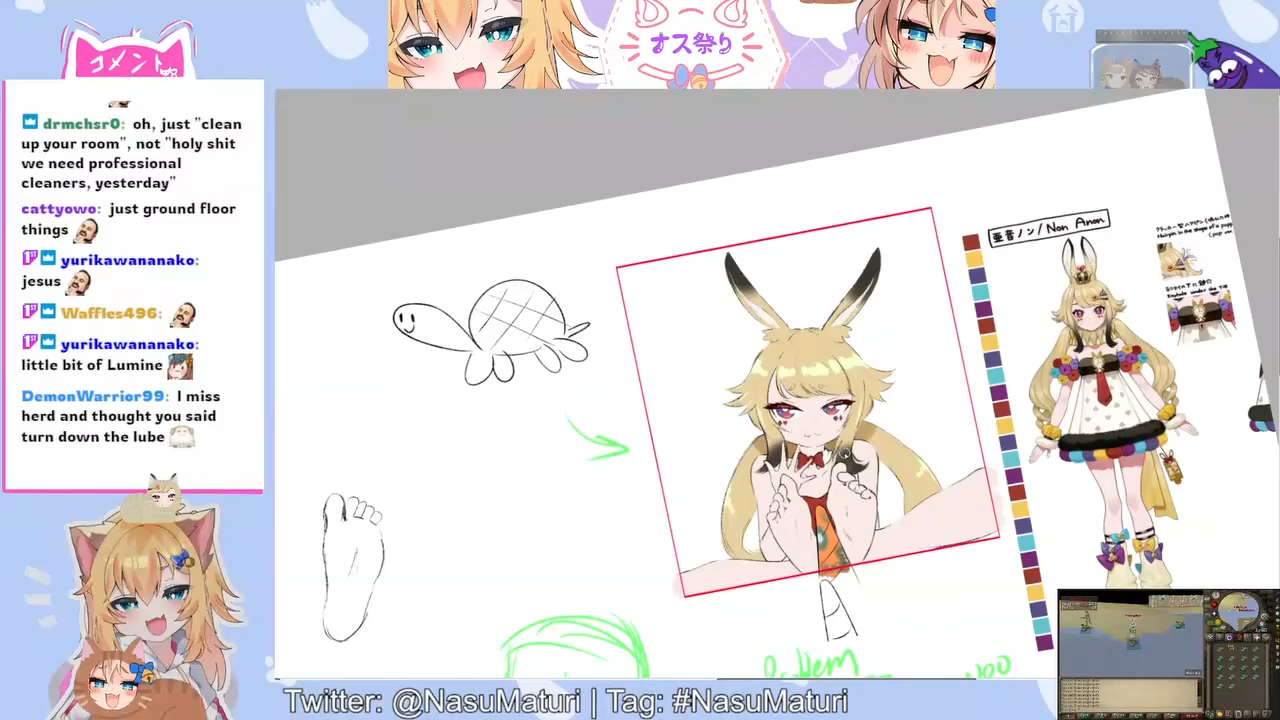 コメント
オス祭り
drmchsr0: oh, just "clean
up your room", not "holy shit
we need professional
cleaners, yesterday"
cattyowo: just ground floor
things
yurikawananako:
jesus
Waffles496:
yurikawananako:
little bit of Lumine
DemonWarrior99: I miss
herd and thought you said
turn down the lube
亜音ノン/Non Anon
Twitter: @NasuMaturi | Tag: #NasuMaturi